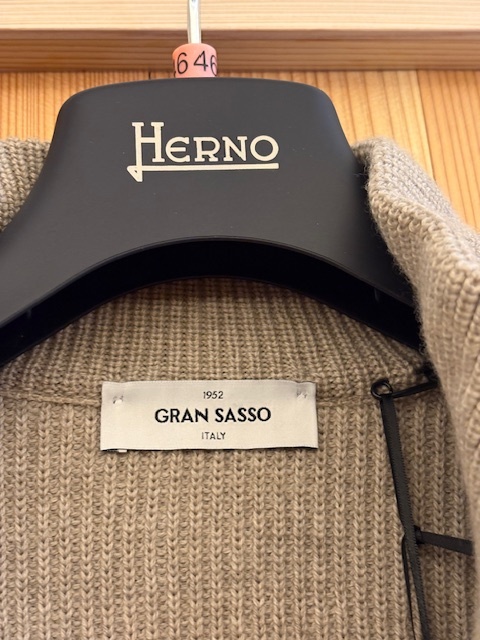 646
HERNO
1952
GRAN SASSO
ITALY